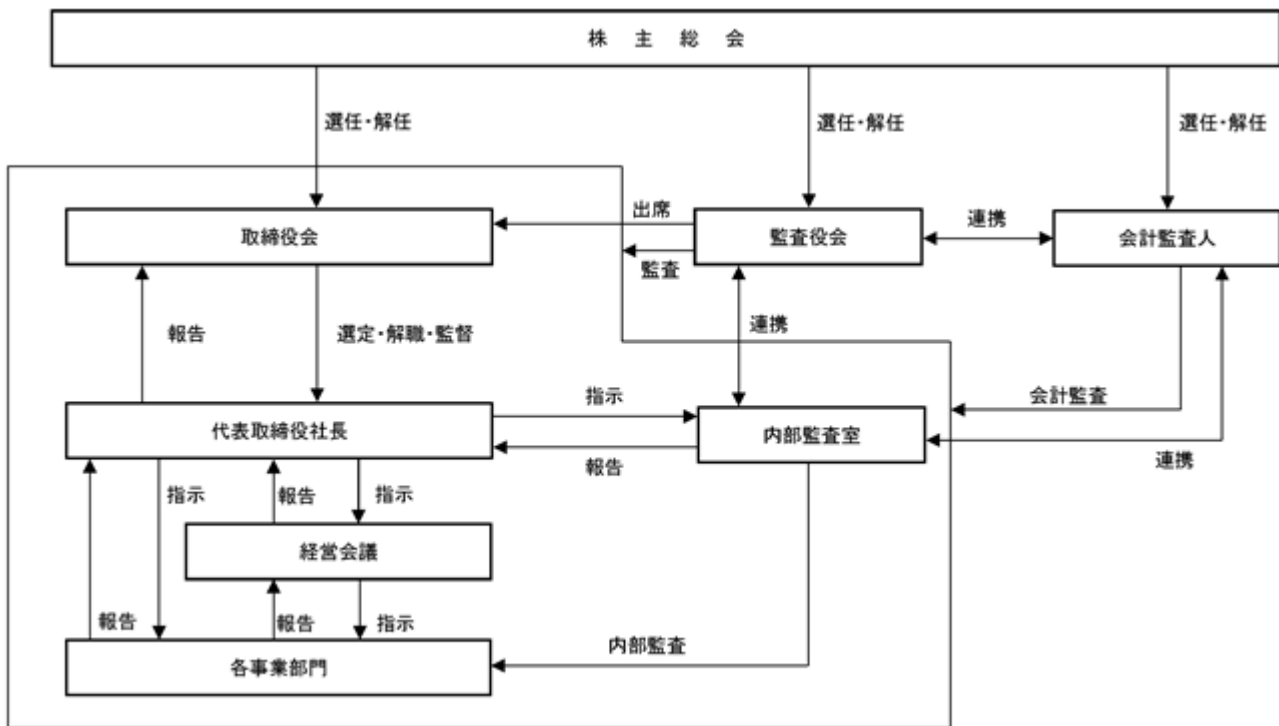 株 主 総 会
選任・解任
選任・解任
選任・解任
取締役会
出席
監査役会
連携
会計監査人
監査
報告
選定・解職・監督
連携
代表取締役社長
指示
内部監査室
会計監査
報告
連携
指示
報告
指示
経営会議
報告
報告
指示
内部監査
各事業部門